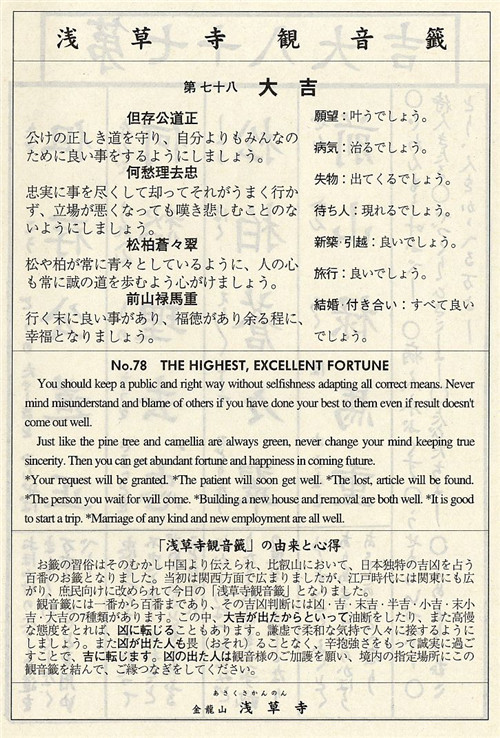 浅草寺観音籤
第七十八 大吉
但存公道正
公けの正しき道を守り、自分よりもみんなの
ために良い事をするようにしましょう。
何愁理去忠
忠実に事を尽くして却ってそれがうまく行か
ず、立場が悪くなっても嘆き悲しむことのな
いようにしましょう。
松柏蒼々翠
松や柏が常に青々としているように、人の心
も常に誠の道を歩むよう心がけましょう。
前山禄馬重
行く末に良い事があり、福徳があり余る程に、
幸福となりましょう。
願望：叶うでしょう。
病気：治るでしょう。
失物：出てくるでしょう。
待ち人：現れるでしょう。
新築・引越：良いでしょう。
旅行：良いでしょう。
結婚・付き合い：すべて良い
でしょう。
No.78 THE HIGHEST, EXCELLENT FORTUNE
You should keep a public and right way without selfishness adapting all correct means. Never
mind misunderstand and blame of others if you have done your best to them even if result doesn't
come out well.
Just like the pine tree and camellia are always green, never change your mind keeping true
sincerity. Then you can get abundant fortune and happiness in coming future.
*Your request will be granted. *The patient will soon get well. *The lost, article will be found.
*The person you wait for will come. *Building a new house and removal are both well. *It is good
to start a trip. *Marriage of any kind and new employment are all well.
「浅草寺観音籤」の由来と心得
お籤の習俗はそのむかし中国より伝えられ、比叡山において、日本独特の吉凶を占う
百番のお籤となりました。当初は関西方面で広まりましたが、江戸時代には関東にも広
がり、庶民向けに改められて今日の「浅草寺観音籤」となりました。
観音籤には一番から百番まであり、その吉凶判断には凶・吉・末吉・半吉・小吉・末小
吉・大吉の7種類があります。この中、大吉が出たからといって油断をしたり、また高慢
な態度をとれば、凶に転じることもあります。謙虚で柔和な気持で人々に接するようにし
ましょう。また凶が出た人も畏（おそれ）ることなく、辛抱強さをもって誠実に過ご
すことで、吉に転じます。凶の出た人は観音様のご加護を願い、境内の指定場所にこの
観音籤を結んで、ご縁つなぎをしてください。
あさくさかんのん
金龍山 浅草寺